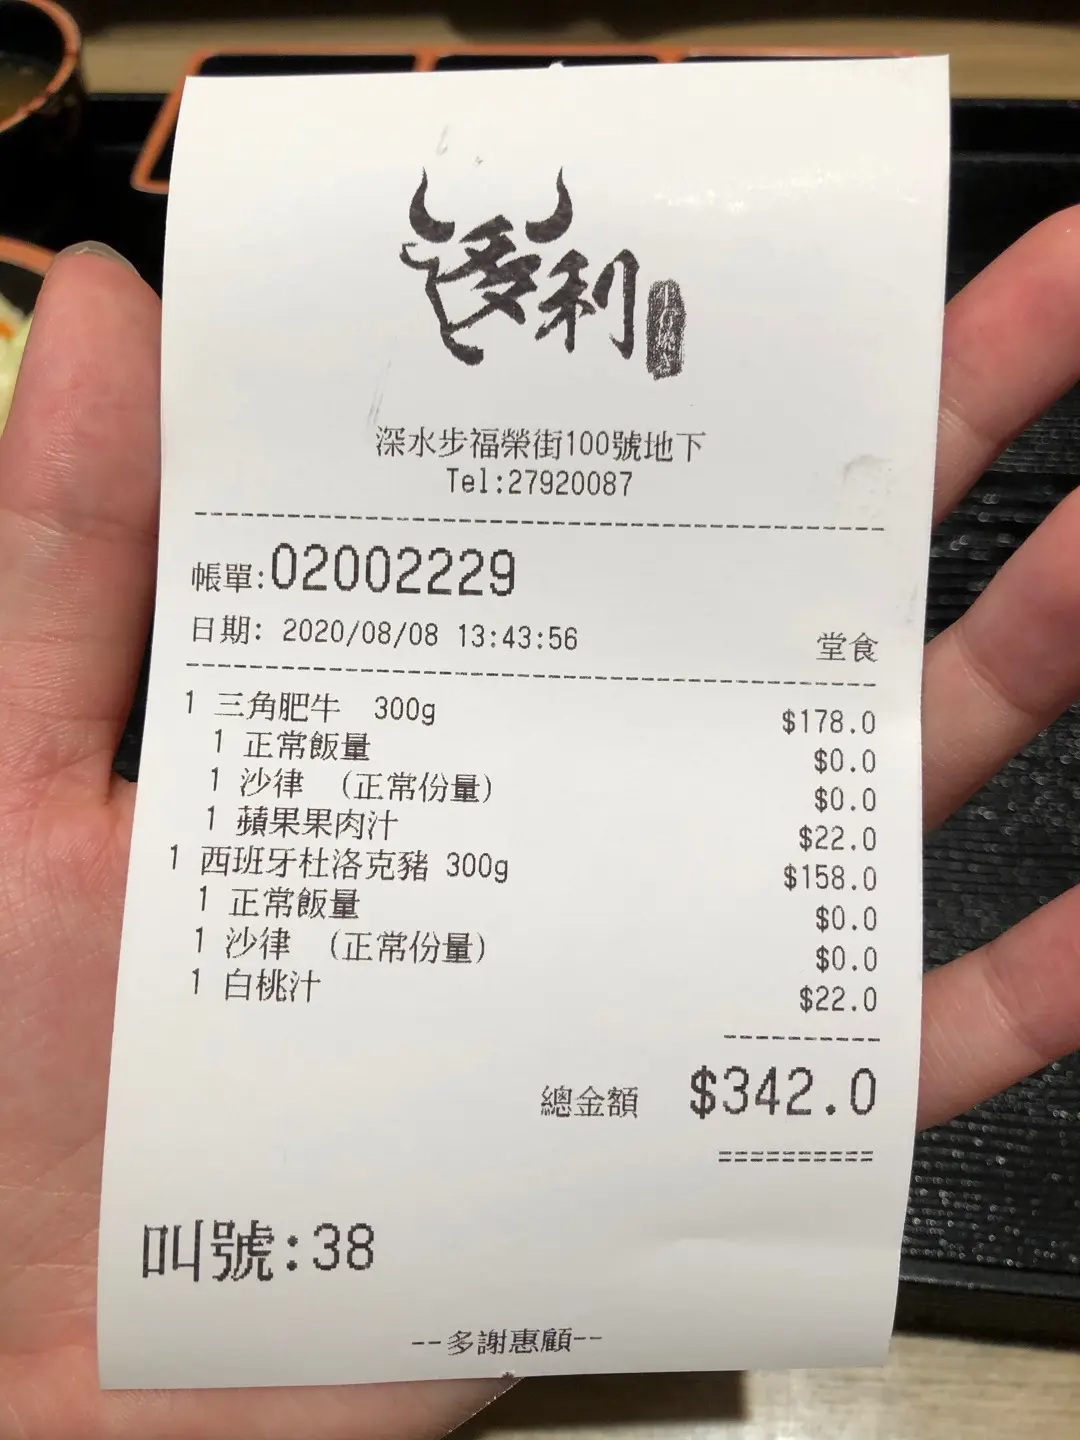 多利
深水步福榮街100號地下
Tel:27920087
帳單:02002229
日期: 2020/08/08 13:43:56 堂食
1 三角肥牛 300g $178.0
1 正常飯量 $0.0
1 沙律 (正常份量) $0.0
1 蘋果果肉汁 $22.0
1 西班牙杜洛克豬 300g $158.0
1 正常飯量 $0.0
1 沙律 (正常份量) $0.0
1 白桃汁 $22.0
總金額 $342.0
叫號:38
--多謝惠顧--